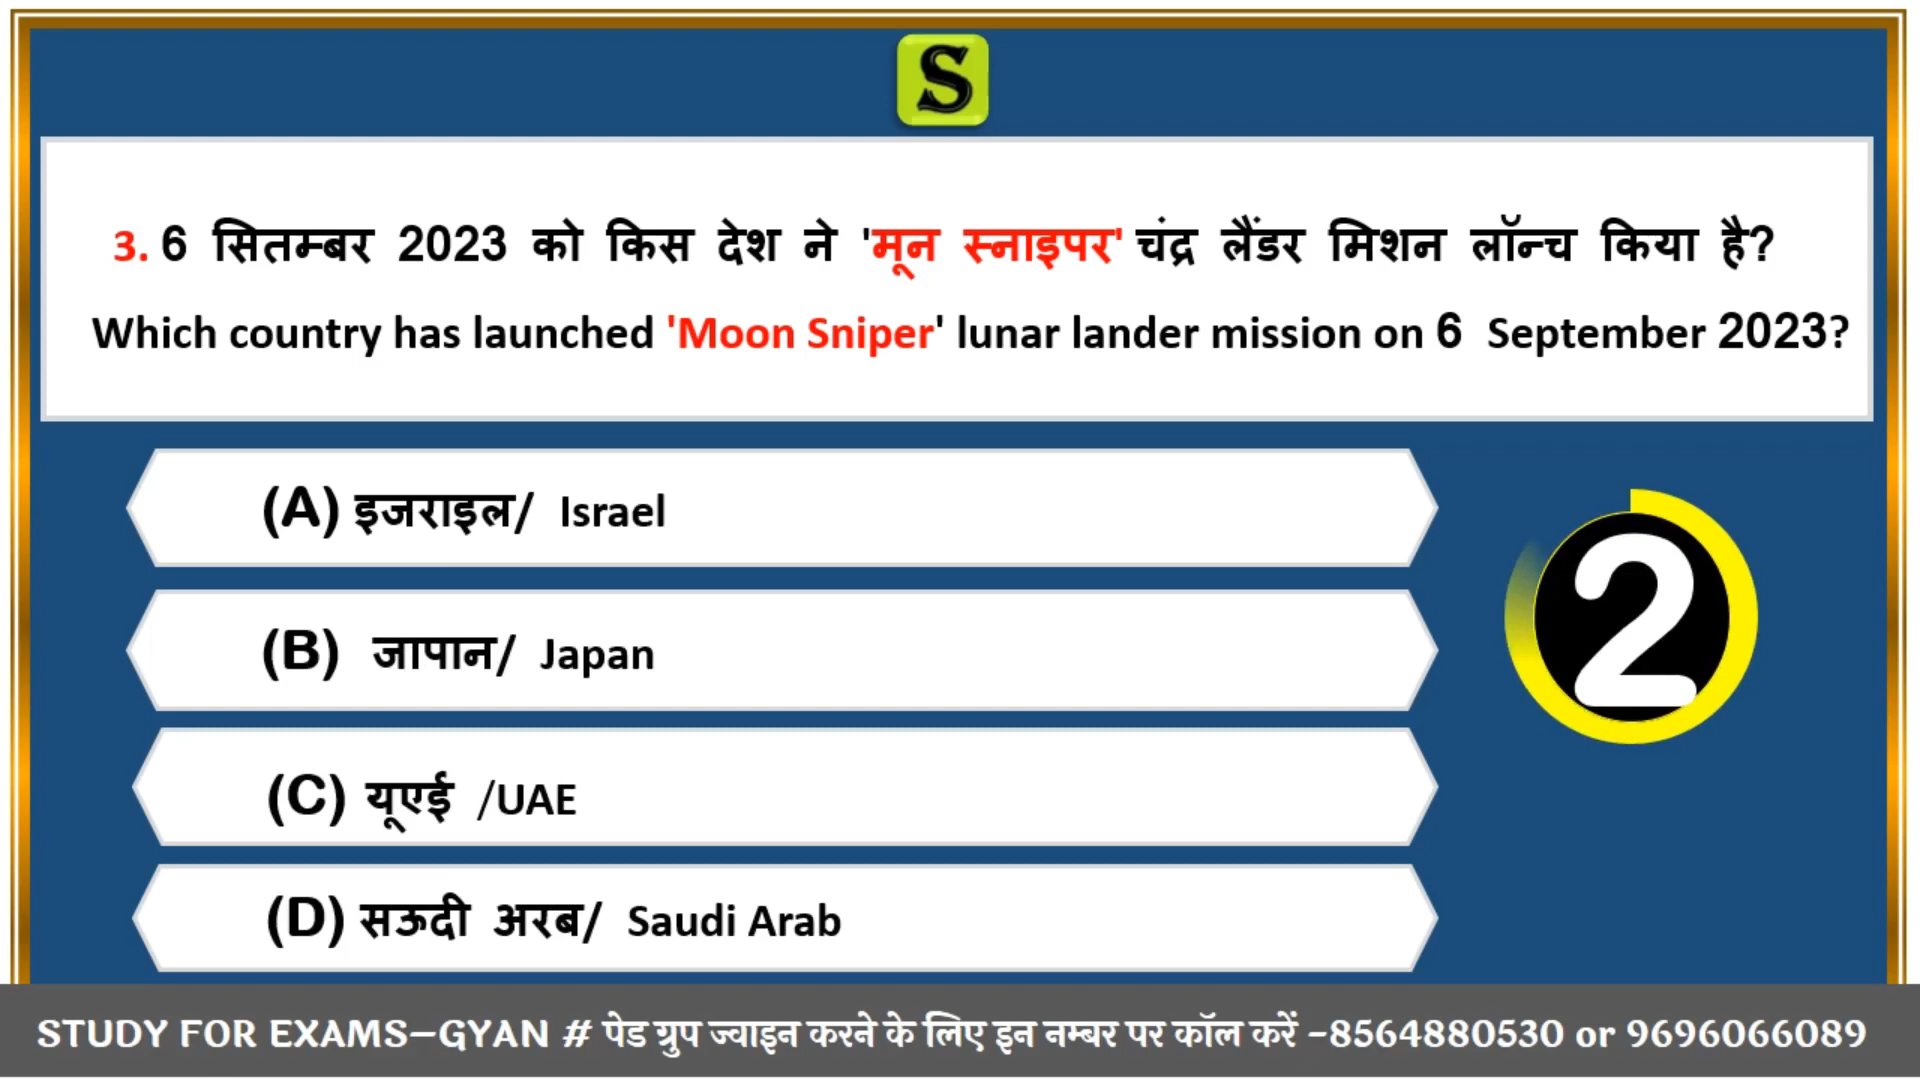 S
3. 6 सितम्बर 2023 को किस देश ने 'मून स्नाइपर' चंद्र लैंडर मिशन लॉन्च किया है?
Which country has launched 'Moon Sniper' lunar lander mission on 6 September 2023?
(A) इजराइल/ Israel
(B) जापान/ Japan
2
(C) यूएई /UAE
(D) सऊदी अरब/ Saudi Arab
STUDY FOR EXAMS–GYAN # पेड ग्रुप ज्वाइन करने के लिए इन नम्बर पर कॉल करें -8564880530 or 9696066089